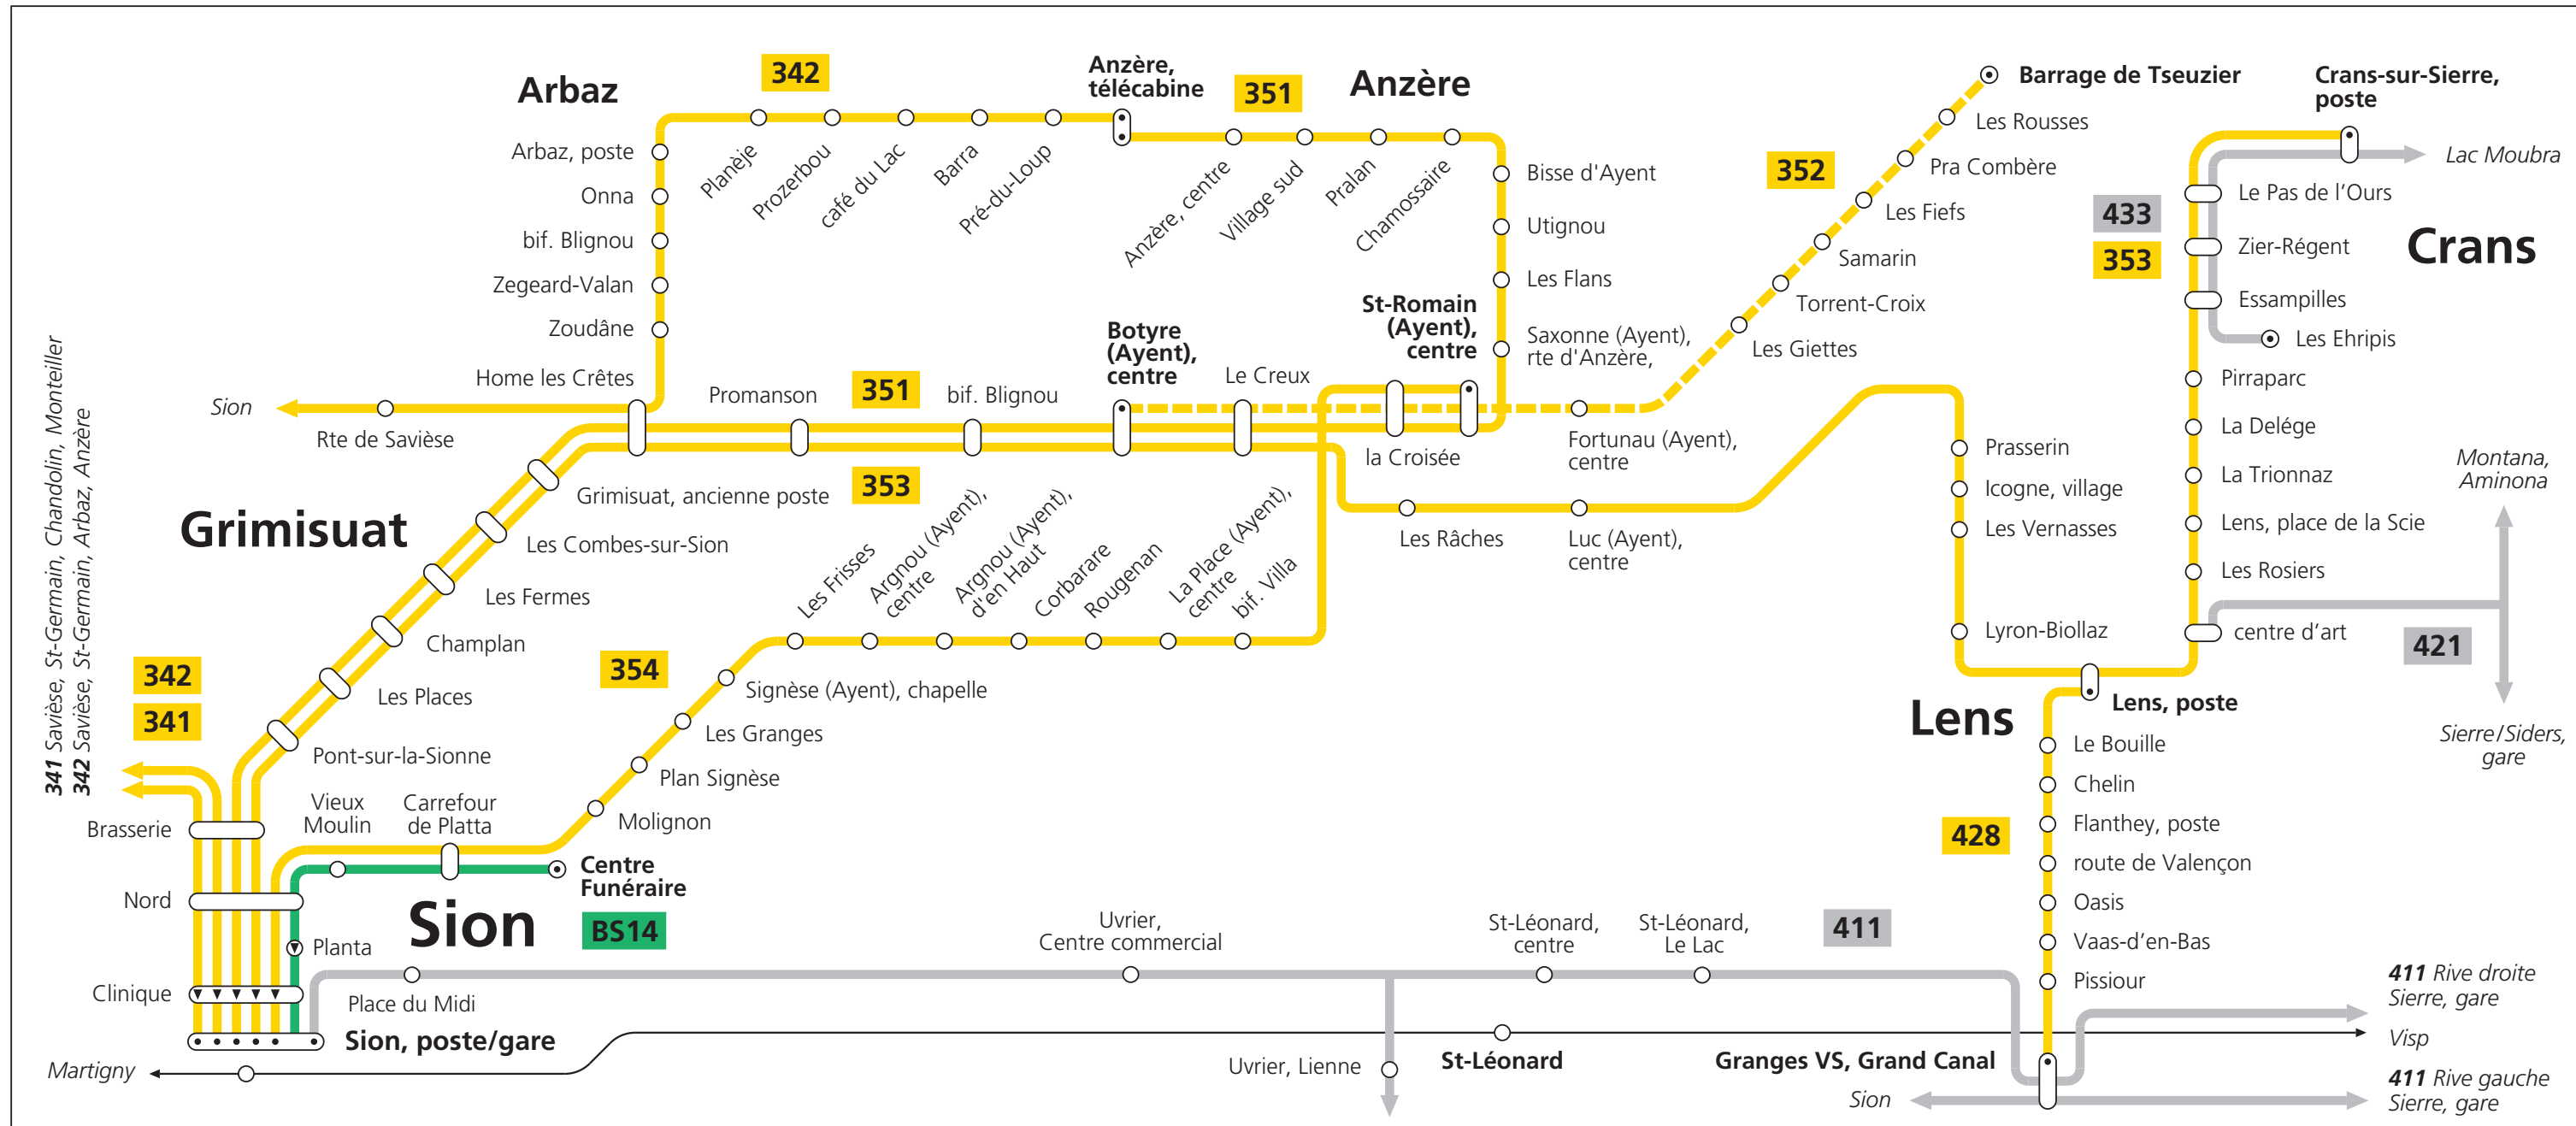 Arbaz
342
Anzère,
télécabine
351
Anzère
Barrage de Tseuzier
Crans-sur-Sierre,
poste
Les Rousses
Lac Moubra
Arbaz, poste
Planèje
Prozerbou
café du Lac
Barra
Pré-du-Loup
Anzère, centre
Village sud
Pralan
Chamossaire
Bisse d'Ayent
352
Pra Combère
Le Pas de l’Ours
Onna
Utignou
Les Fiefs
433
Zier-Régent
Crans
bif. Blignou
Samarin
353
Zegeard-Valan
Les Flans
Torrent-Croix
Essampilles
Zoudâne
Botyre
(Ayent),
centre
St-Romain
(Ayent),
centre
Saxonne (Ayent),
rte d'Anzère,
Les Giettes
Les Ehripis
Home les Crêtes
Le Creux
Pirraparc
Sion
Promanson
351
bif. Blignou
Rte de Savièse
la Croisée
Fortunau (Ayent),
centre
Prasserin
La Delége
Montana,
Aminona
353
Grimisuat, ancienne poste
Icogne, village
La Trionnaz
Grimisuat
Les Combes-sur-Sion
Les Râches
Luc (Ayent),
centre
Les Vernasses
Lens, place de la Scie
Les Fermes
Les Rosiers
Les Frisses
Argnou (Ayent),
centre
Argnou (Ayent),
d'en Haut
Corbarare
Rougenan
La Place (Ayent),
centre
bif. Villa
Champlan
Lyron-Biollaz
centre d’art
421
341 Savièse, St-Germain, Chandolin, Monteiller
342 Savièse, St-Germain, Arbaz, Anzère
342
341
Les Places
354
Signèse (Ayent), chapelle
Lens
Lens, poste
Les Granges
Le Bouille
Sierre/Siders,
gare
Pont-sur-la-Sionne
Plan Signèse
Chelin
Vieux
Moulin
Carrefour
de Platta
Molignon
Flanthey, poste
428
Brasserie
Centre
Funéraire
route de Valençon
Nord
Sion
BS14
Oasis
Planta
Uvrier,
Centre commercial
St-Léonard,
centre
St-Léonard,
Le Lac
411
Vaas-d’en-Bas
Clinique
Place du Midi
Pissiour
411 Rive droite
Sierre, gare
Sion, poste/gare
Visp
Martigny
Uvrier, Lienne
St-Léonard
Granges VS, Grand Canal
Sion
411 Rive gauche
Sierre, gare